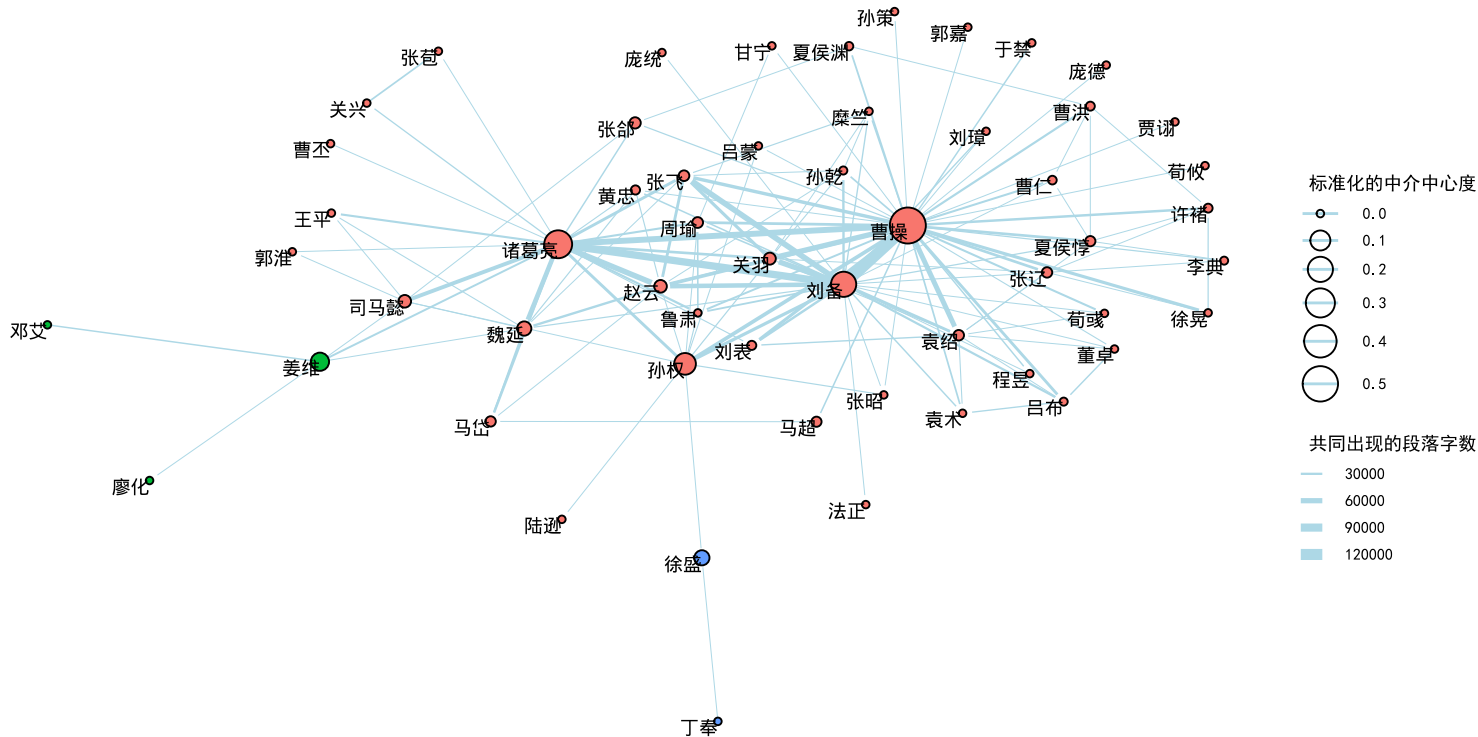 孙策
郭嘉
于禁
张苞
庞统
甘宁
夏侯渊
庞德
关兴
糜竺
曹洪
张郃
刘璋
贾诩
曹丕
吕蒙
荀攸
张飞
孙乾
曹仁
黄忠
王平
周瑜
曹操
许褚
诸葛亮
夏侯惇
郭淮
关羽
李典
张辽
赵云
刘备
司马懿
鲁肃
荀彧
徐晃
邓艾
魏延
袁绍
刘表
董卓
姜维
孙权
程昱
张昭
吕布
袁术
马岱
马超
廖化
法正
陆逊
徐盛
丁奉
标准化的中介中心度
0.0
0.1
0.2
0.3
0.4
0.5
共同出现的段落字数
30000
60000
90000
120000